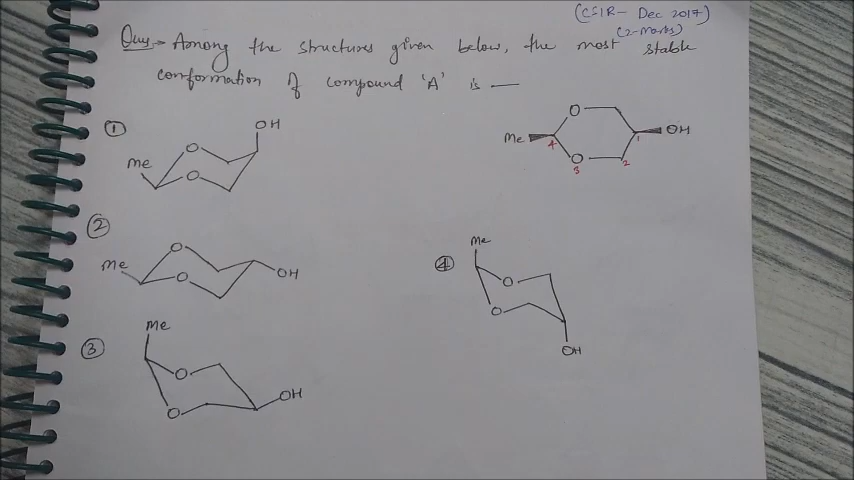 (CSIR- Dec 2017)
(2-Marks)
Ques→ Among the structures given below, the most stable
conformation of compound 'A' is —
① OH
O
Me O
O
Me OH
4 1
O
3 2
②
O
Me O OH
Me
④ O
O
OH
Me
③ O OH
O